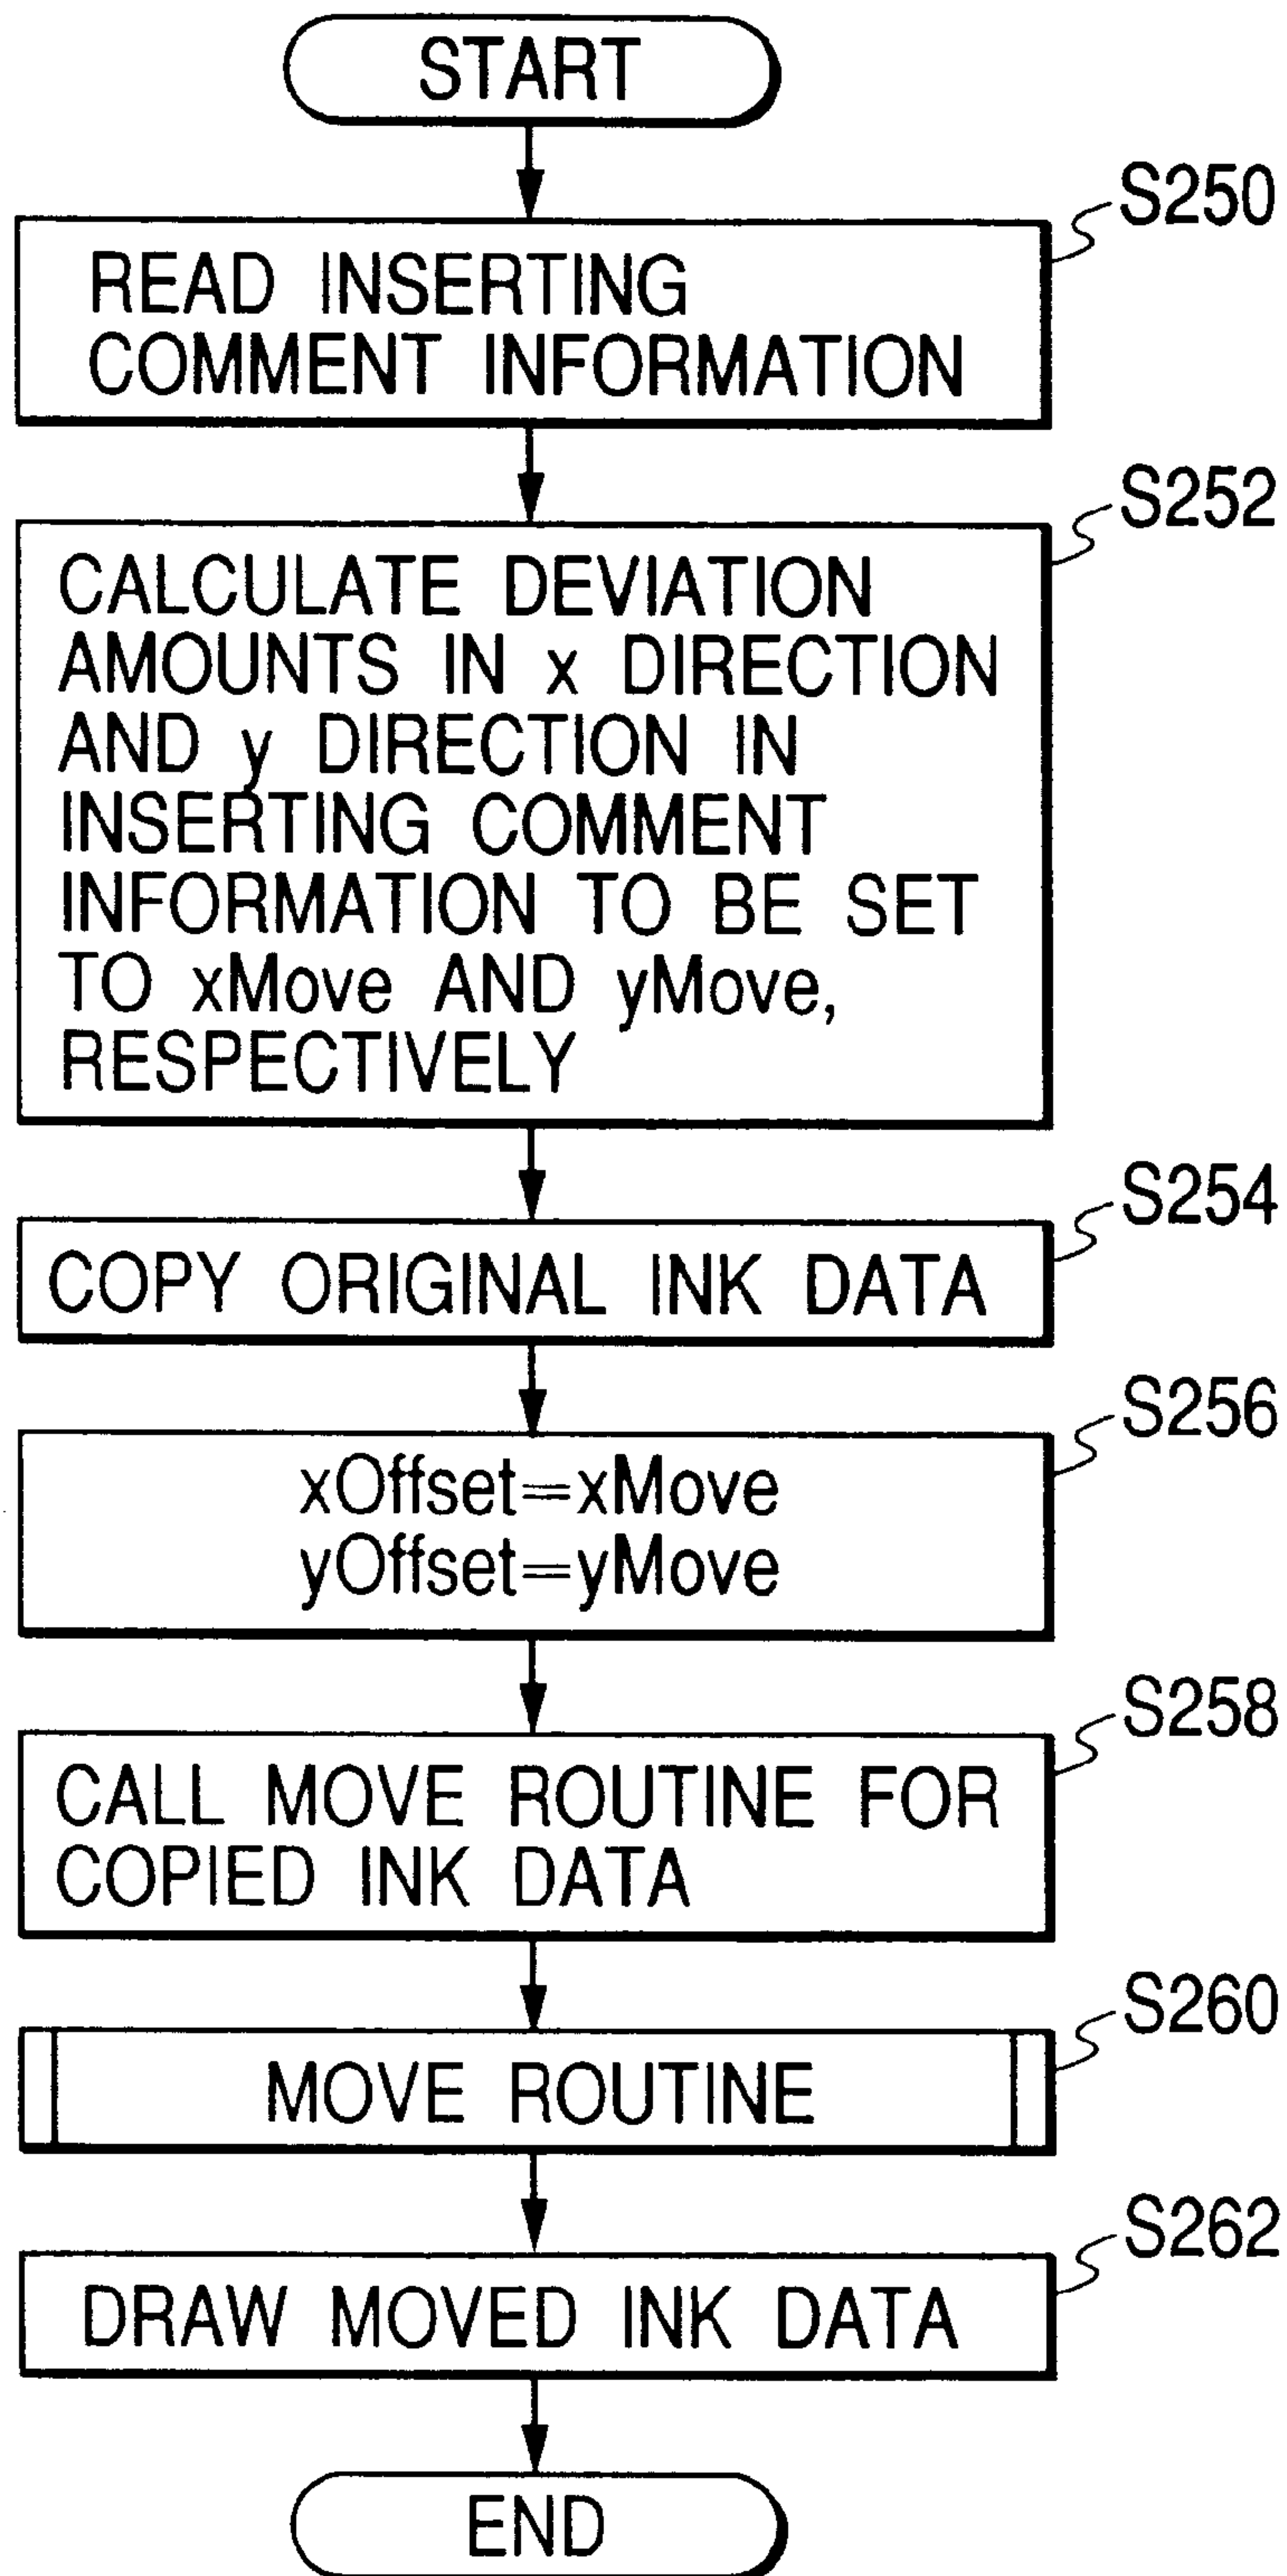 START
S250
READ INSERTING
COMMENT INFORMATION
S252
CALCULATE DEVIATION
AMOUNTS IN x DIRECTION
AND y DIRECTION IN
INSERTING COMMENT
INFORMATION TO BE SET
TO xMove AND yMove,
RESPECTIVELY
S254
COPY ORIGINAL INK DATA
S256
xOffset=xMove
yOffset=yMove
S258
CALL MOVE ROUTINE FOR
COPIED INK DATA
S260
MOVE ROUTINE
S262
DRAW MOVED INK DATA
END